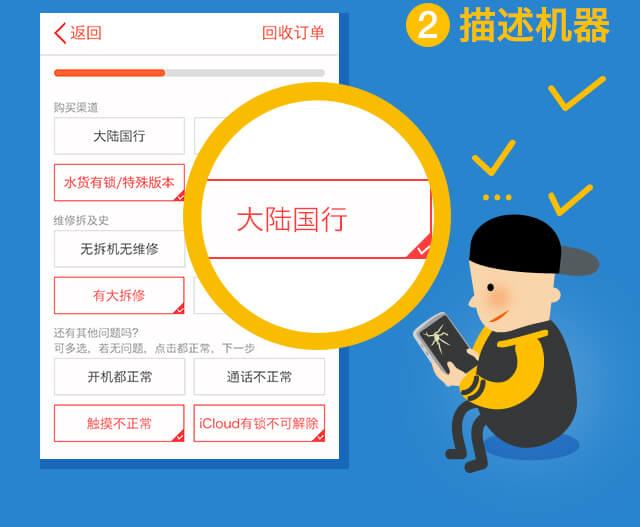 返回
回收订单
2 描述机器
购买渠道
大陆国行
水货有锁/特殊版本
大陆国行
维修拆及史
无拆机无维修
有大拆修
还有其他问题吗?
可多选，若无问题，点击都正常，下一步
开机都正常
通话不正常
触摸不正常
iCloud有锁不可解除